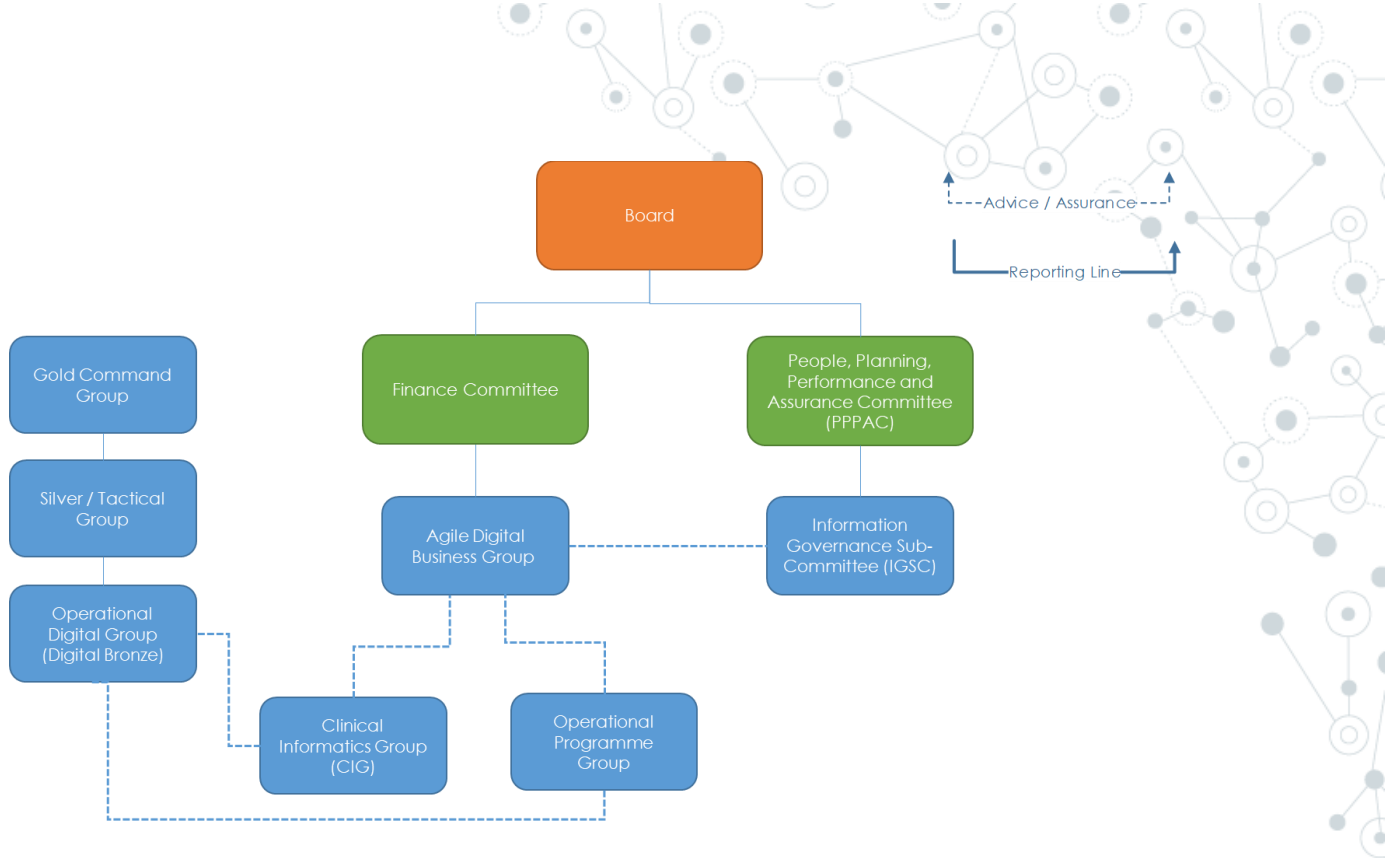 Board
Advice / Assurance
Reporting Line
Gold Command
Group
Finance Committee
People, Planning,
Performance and
Assurance Committee
(PPPAC)
Silver / Tactical
Group
Agile Digital
Business Group
Information
Governance Sub-
Committee (IGSC)
Operational
Digital Group
(Digital Bronze)
Clinical
Informatics Group
(CIG)
Operational
Programme
Group